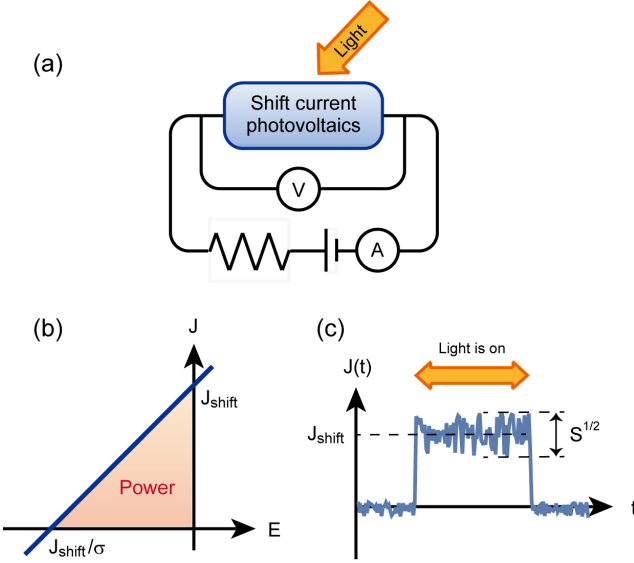 (a)
Light
Shift current
photovoltaics
V
A
(b)
J
J_shift
Power
E
J_shift/σ
(c)
Light is on
J(t)
J_shift
S^1/2
t